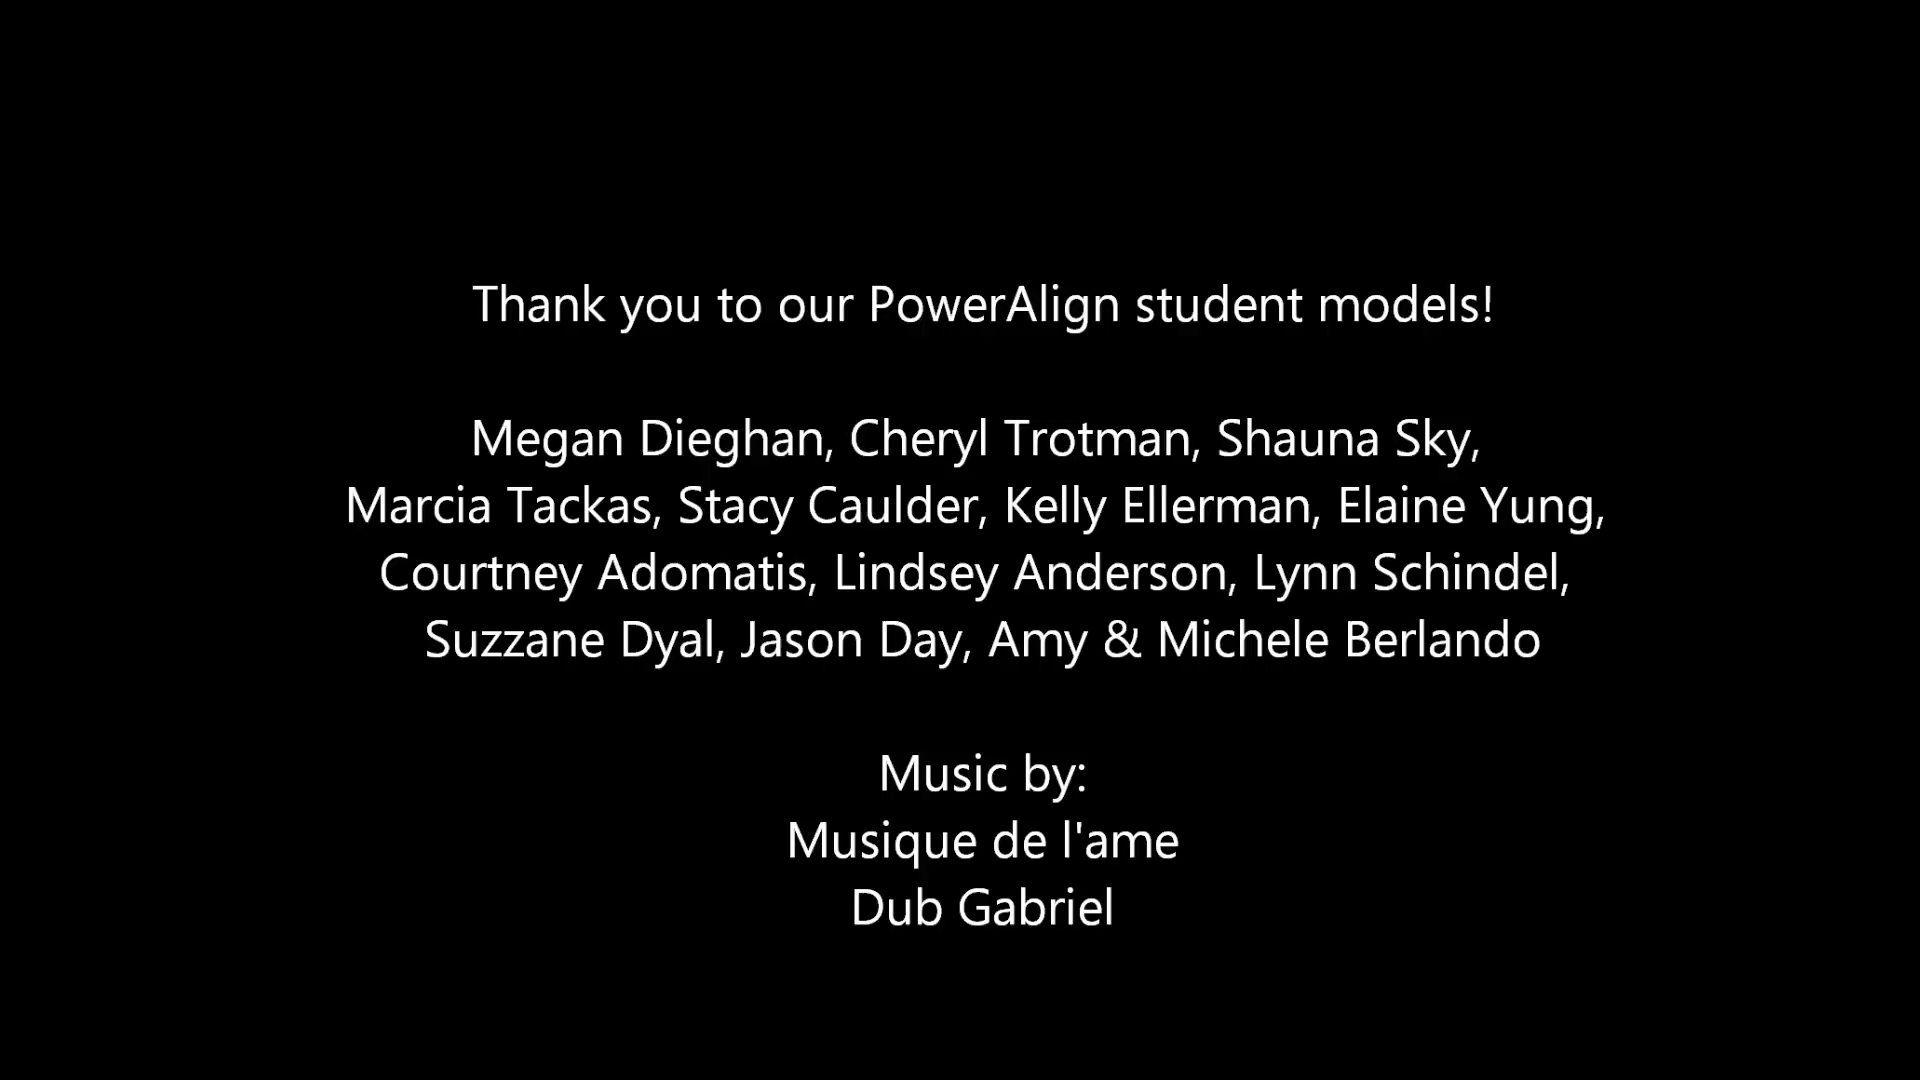 Thank you to our PowerAlign student models!
Megan Dieghan, Cheryl Trotman, Shauna Sky,
Marcia Tackas, Stacy Caulder, Kelly Ellerman, Elaine Yung,
Courtney Adomatis, Lindsey Anderson, Lynn Schindel,
Suzzane Dyal, Jason Day, Amy & Michele Berlando
Music by:
Musique de l'ame
Dub Gabriel